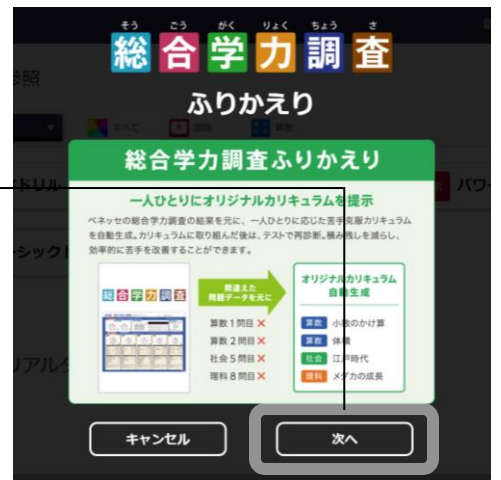 そう ごう がく りょく ちょう さ
総合学力調査
ふりかえり
参照
すべて 国語 算数
ドリル
パワー
シック
リアル
総合学力調査ふりかえり
一人ひとりにオリジナルカリキュラムを提示
ベネッセの総合学力調査の結果を元に、一人ひとりに応じた苦手克服カリキュラム
を自動生成。カリキュラムに取り組んだ後は、テストで再診断。積み残しを減らし、
効率的に苦手を改善することができます。
総合学力調査
間違えた
問題データを元に
算数1問目×
算数2問目×
社会5問目×
理科8問目×
オリジナルカリキュラム
自動生成
算数 小数のかけ算
算数 体積
社会 江戸時代
理科 メダカの成長
キャンセル
次へ